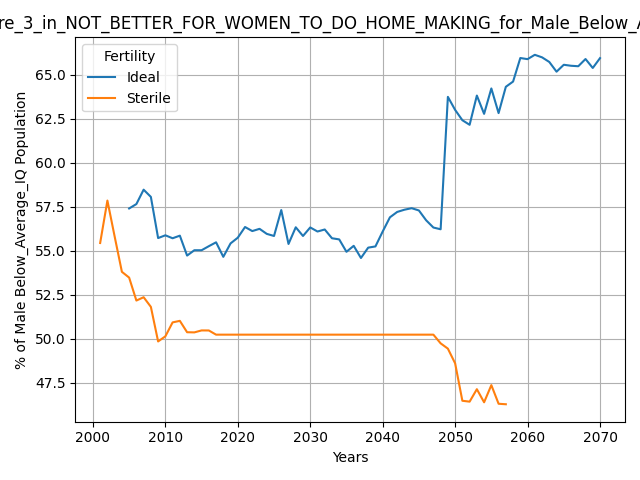 re_3_in_NOT_BETTER_FOR_WOMEN_TO_DO_HOME_MAKING_for_Male_Below_A
Fertility
Ideal
Sterile
% of Male Below_Average_IQ Population
65.0
62.5
60.0
57.5
55.0
52.5
50.0
47.5
2000 2010 2020 2030 2040 2050 2060 2070
Years